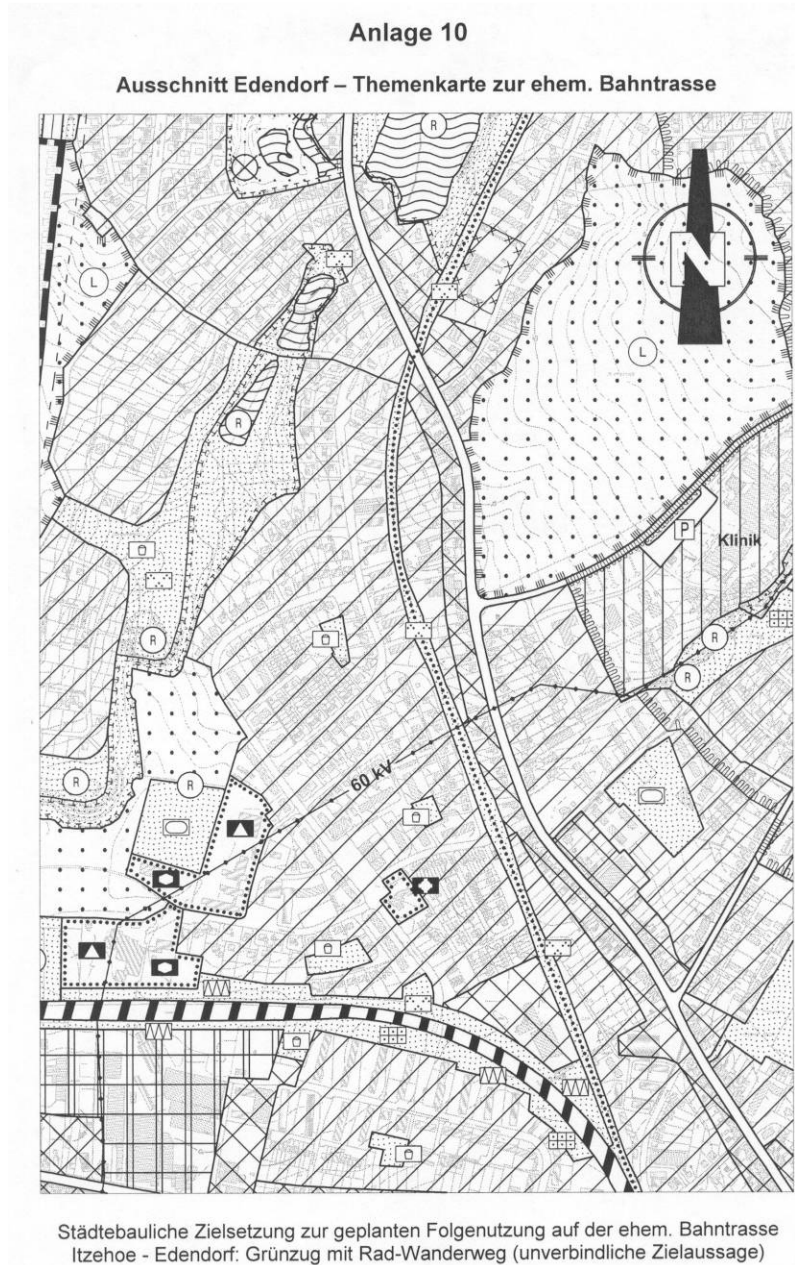 Anlage 10
Ausschnitt Edendorf – Themenkarte zur ehem. Bahntrasse
R
N
L
L
R
P
Klinik
R
R
R
R
R
60 kV
Städtebauliche Zielsetzung zur geplanten Folgenutzung auf der ehem. Bahntrasse
Itzehoe - Edendorf: Grünzug mit Rad-Wanderweg (unverbindliche Zielaussage)